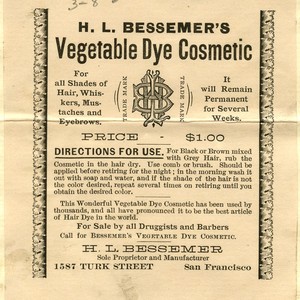 3-8
H. L. BESSEMER'S
Vegetable Dye Cosmetic
For
all Shades of
Hair, Whis-
kers, Mus-
taches and
Eyebrows.
TRADE MARK
TRADE MARK
It
will Remain
Permanent
for Several
Weeks.
PRICE - $1.00
DIRECTIONS FOR USE. For Black or Brown mixed
with Grey Hair, rub the
Cosmetic in the hair dry. Use comb or brush. Should be
applied before retiring for the night; in the morning wash it
out with soap and water, and if the shade of the hair is not
the color desired, repeat several times on retiring until you
obtain the desired color.
This Wonderful Vegetable Dye Cosmetic has been used by
thousands, and all have pronounced it to be the best article
of Hair Dye in the world.
For Sale by all Druggists and Barbers
Call for BESSEMER'S VEGETABLE DYE COSMETIC.
H. L. BESSEMER
Sole Proprietor and Manufacturer
1587 TURK STREET San Francisco